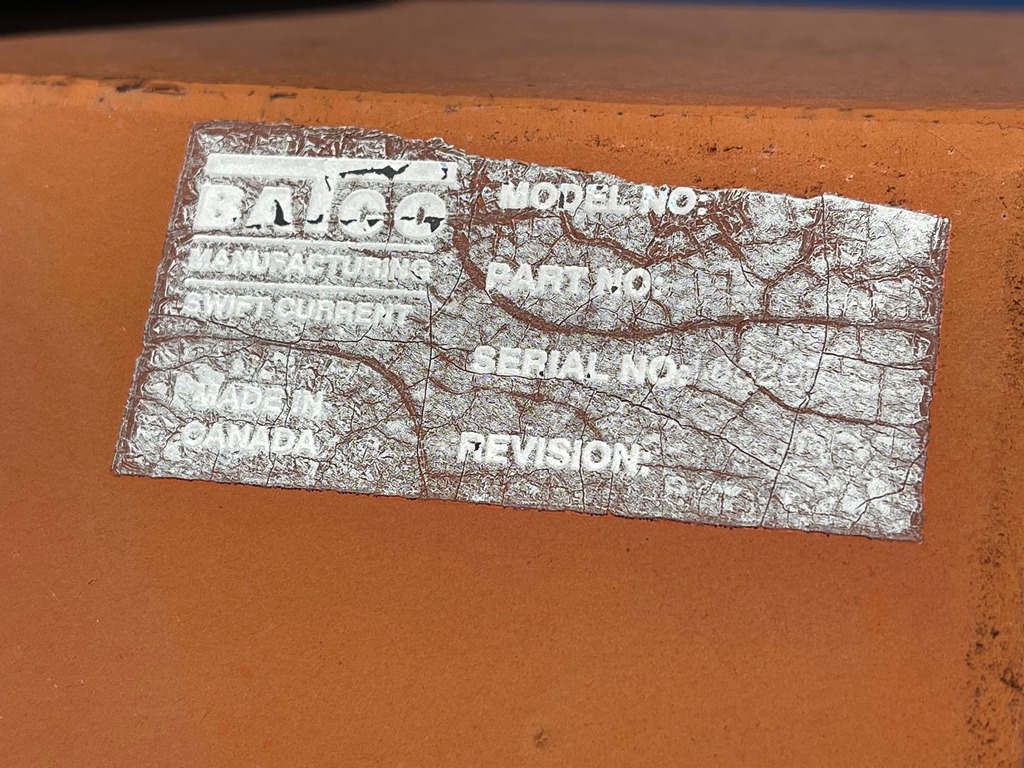 BATCO
MANUFACTURING
SWIFT CURRENT
MADE IN
CANADA
MODEL NO:
PART NO:
SERIAL NO:
REVISION: